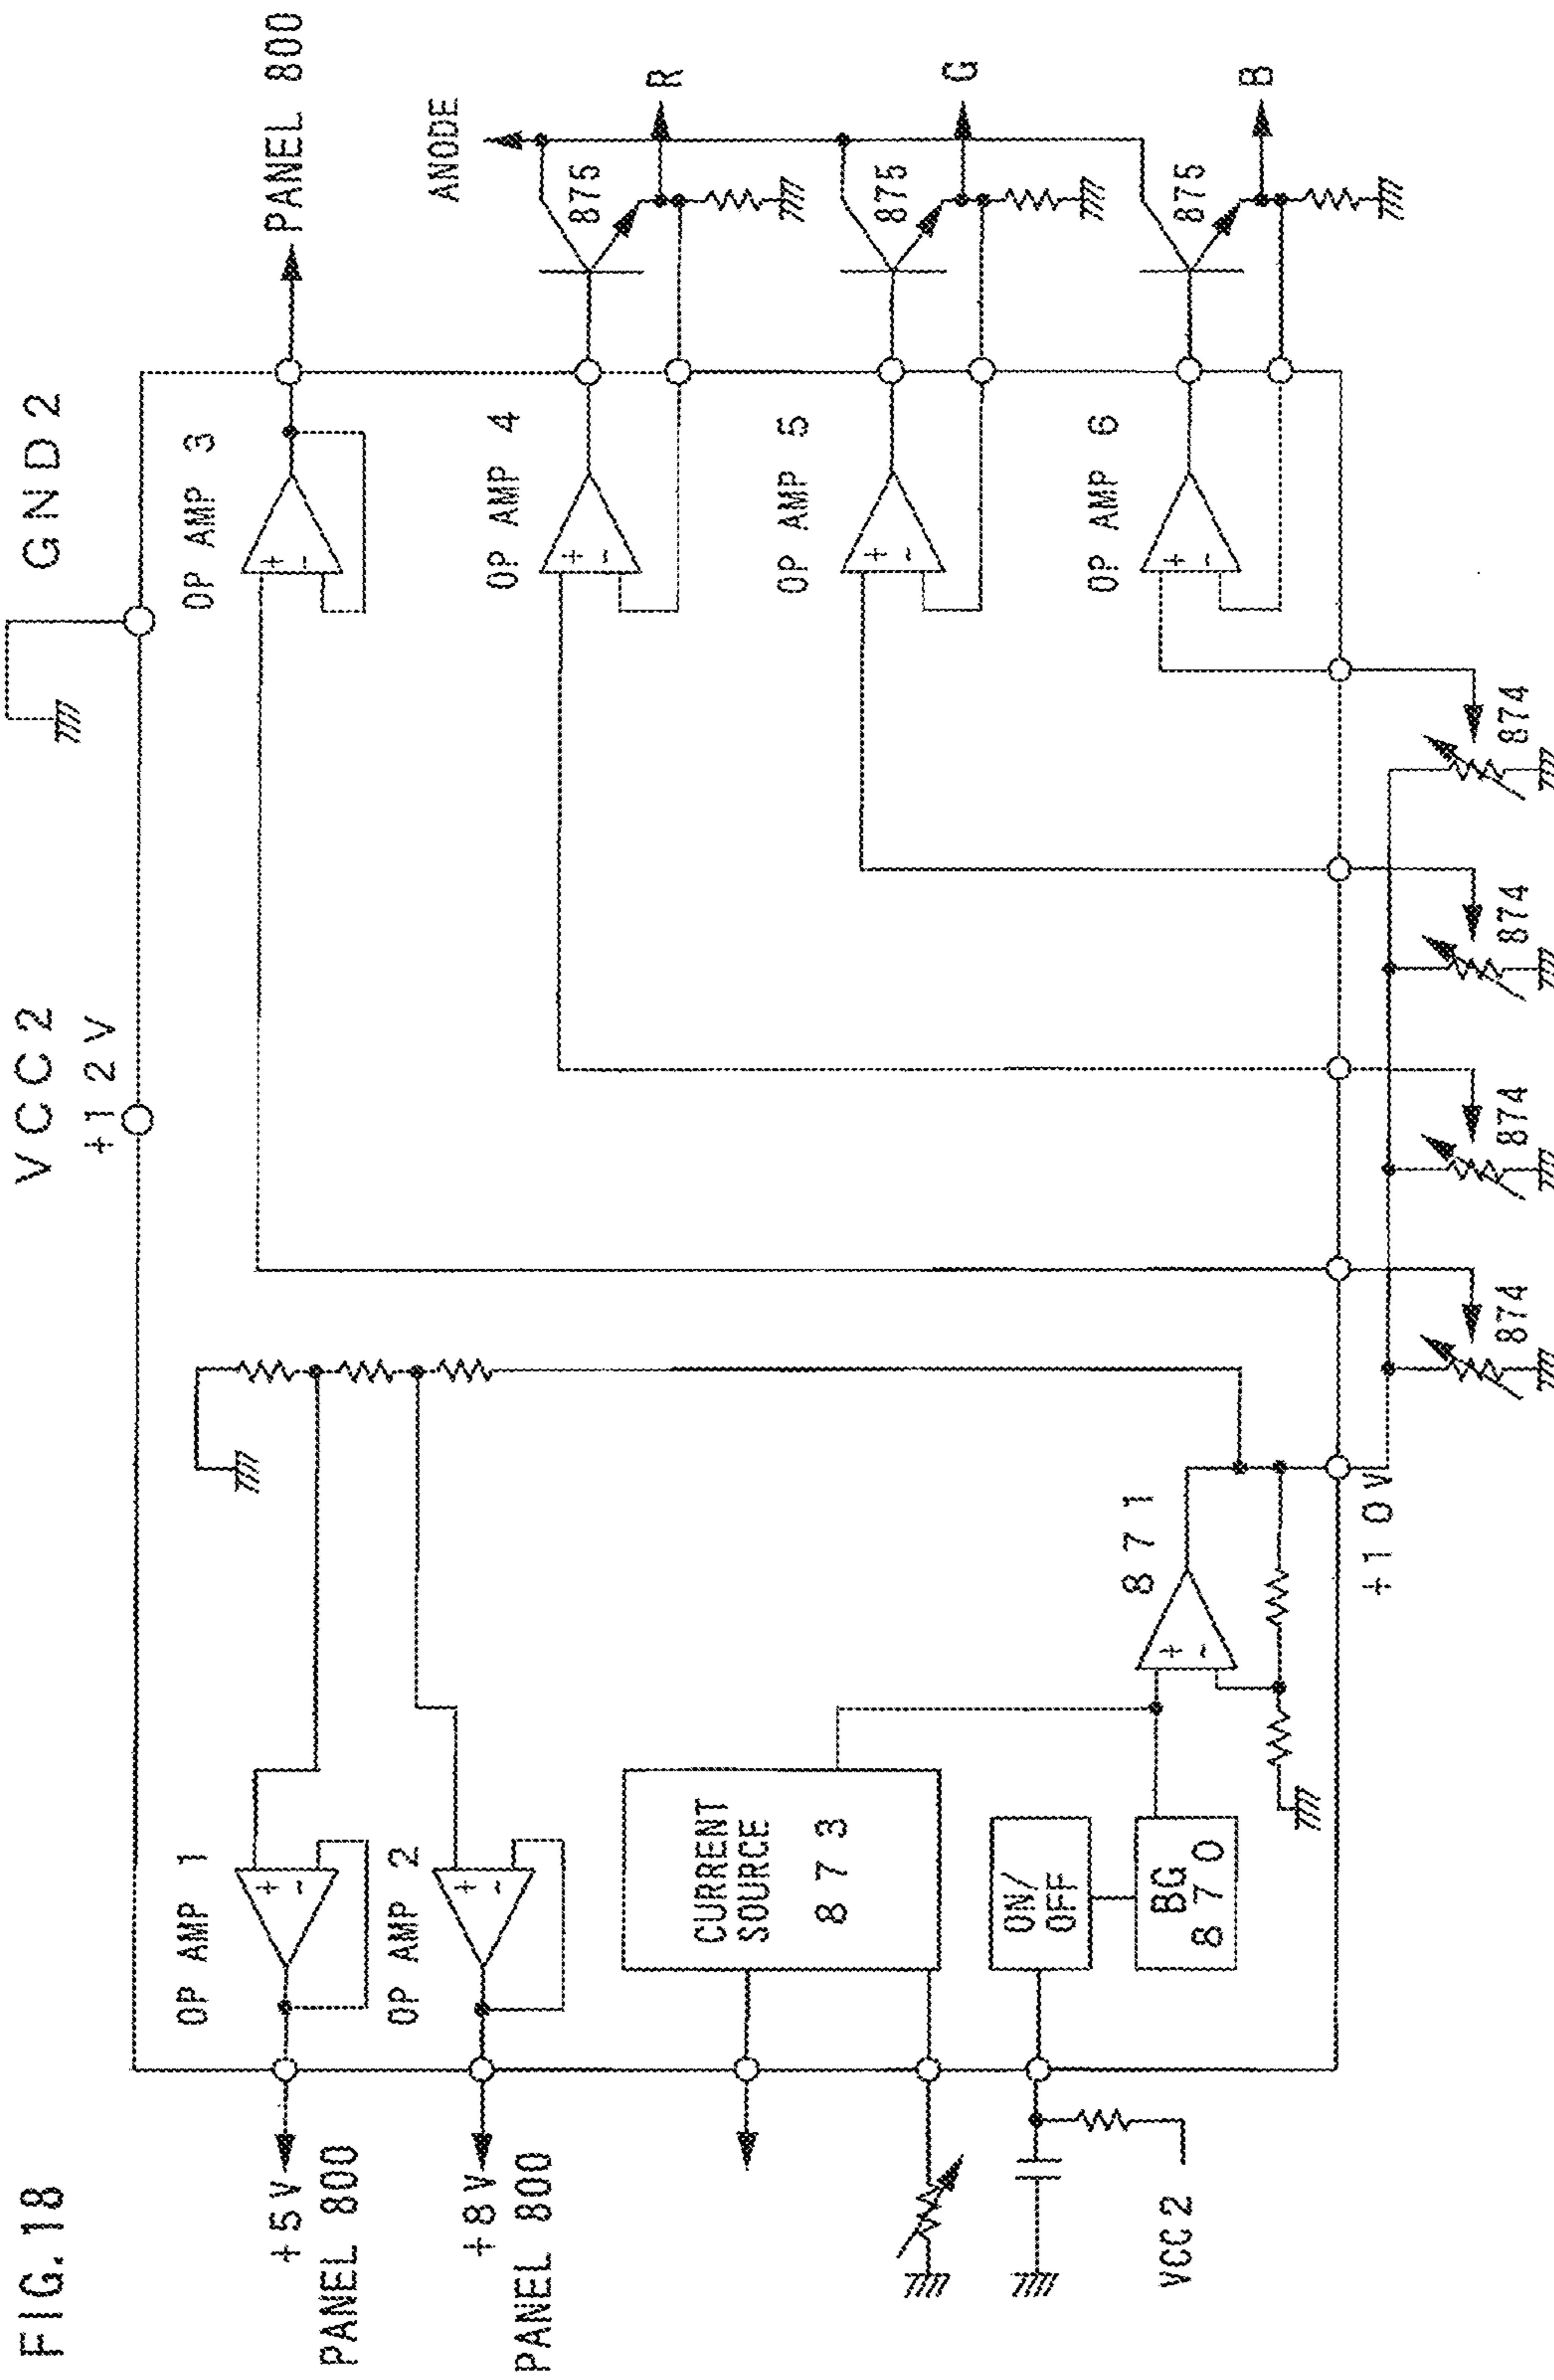 FIG.18
VCC2
+12V
GND2
OP AMP 1
+
-
+5V
PANEL 800
OP AMP 2
+
-
+8V
PANEL 800
CURRENT
SOURCE
873
ON/
OFF
BG
870
VCC2
871
+
-
+10V
OP AMP 3
+
-
PANEL 800
OP AMP 4
+
-
ANODE
875
R
OP AMP 5
+
-
875
G
OP AMP 6
+
-
875
B
874
874
874
874